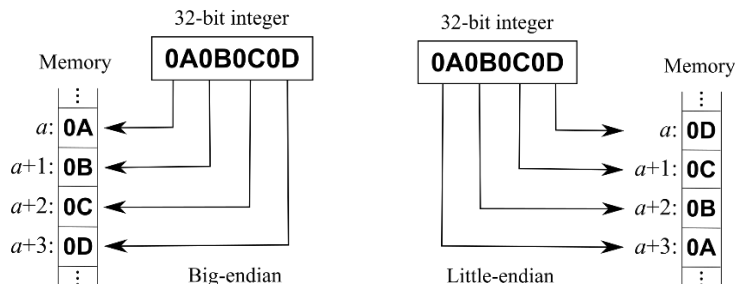 32-bit integer
0A0B0C0D
Memory
⋮
a: 0A
a+1: 0B
a+2: 0C
a+3: 0D
⋮
Big-endian
32-bit integer
0A0B0C0D
Memory
⋮
a: 0D
a+1: 0C
a+2: 0B
a+3: 0A
⋮
Little-endian